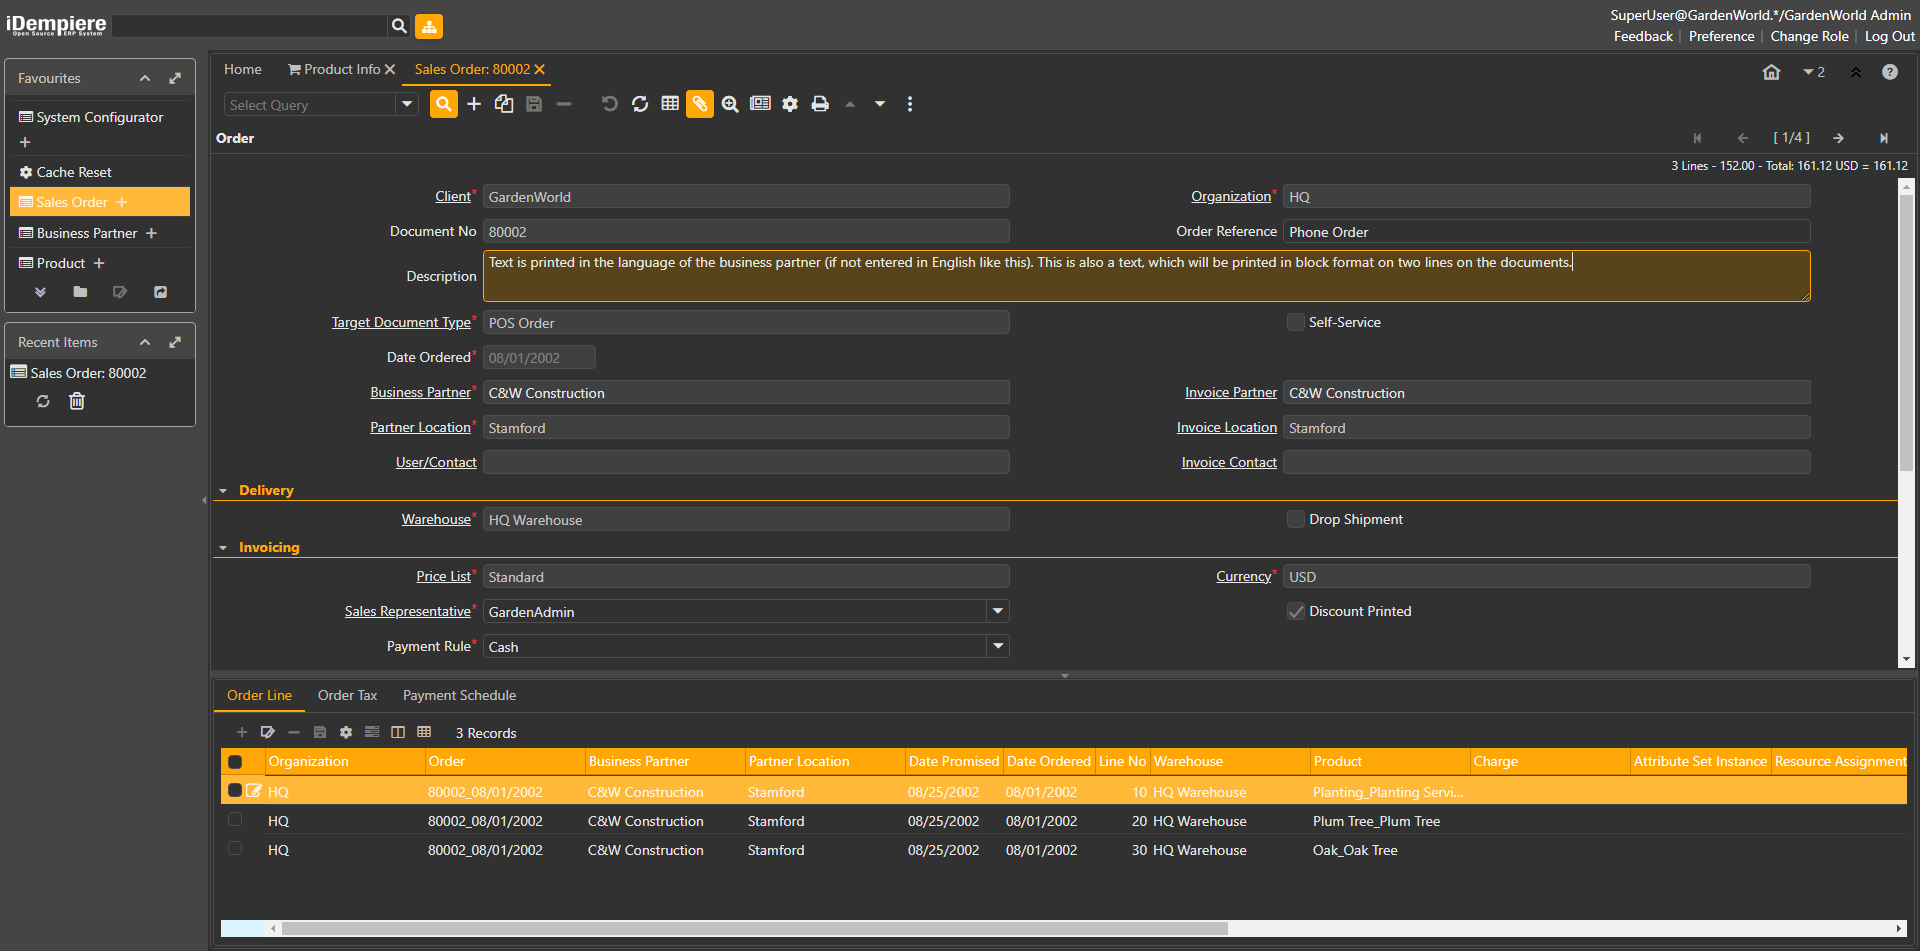 iDempiere
Open Source ERP System
SuperUser@GardenWorld.*/GardenWorld Admin
Feedback | Preference | Change Role | Log Out
Favourites
System Configurator
Cache Reset
Sales Order
Business Partner
Product
Recent Items
Sales Order: 80002
Home Product Info Sales Order: 80002
2
Select Query
Order
[ 1/4 ]
3 Lines - 152.00 - Total: 161.12 USD = 161.12
Client* GardenWorld Organization* HQ
Document No 80002 Order Reference Phone Order
Description Text is printed in the language of the business partner (if not entered in English like this). This is also a text, which will be printed in block format on two lines on the documents.
Target Document Type* POS Order Self-Service
Date Ordered* 08/01/2002
Business Partner* C&W Construction Invoice Partner C&W Construction
Partner Location* Stamford Invoice Location Stamford
User/Contact Invoice Contact
Delivery
Warehouse* HQ Warehouse Drop Shipment
Invoicing
Price List* Standard Currency* USD
Sales Representative* GardenAdmin Discount Printed
Payment Rule* Cash
Order Line Order Tax Payment Schedule
3 Records
Organization Order Business Partner Partner Location Date Promised Date Ordered Line No Warehouse Product Charge Attribute Set Instance Resource Assignment
HQ 80002_08/01/2002 C&W Construction Stamford 08/25/2002 08/01/2002 10 HQ Warehouse Planting_Planting Servi...
HQ 80002_08/01/2002 C&W Construction Stamford 08/25/2002 08/01/2002 20 HQ Warehouse Plum Tree_Plum Tree
HQ 80002_08/01/2002 C&W Construction Stamford 08/25/2002 08/01/2002 30 HQ Warehouse Oak_Oak Tree